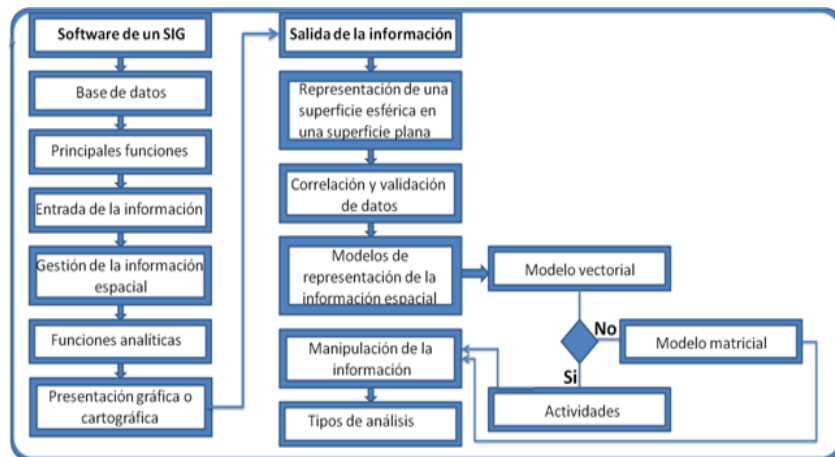 Software de un SIG
Base de datos
Principales funciones
Entrada de la información
Gestión de la información
espacial
Funciones analíticas
Presentación gráfica o
cartográfica
Salida de la información
Representación de una
superficie esférica en
una superficie plana
Correlación y validación
de datos
Modelos de
representación de la
información espacial
Modelo vectorial
No
Modelo matricial
Si
Actividades
Manipulación de la
información
Tipos de análisis